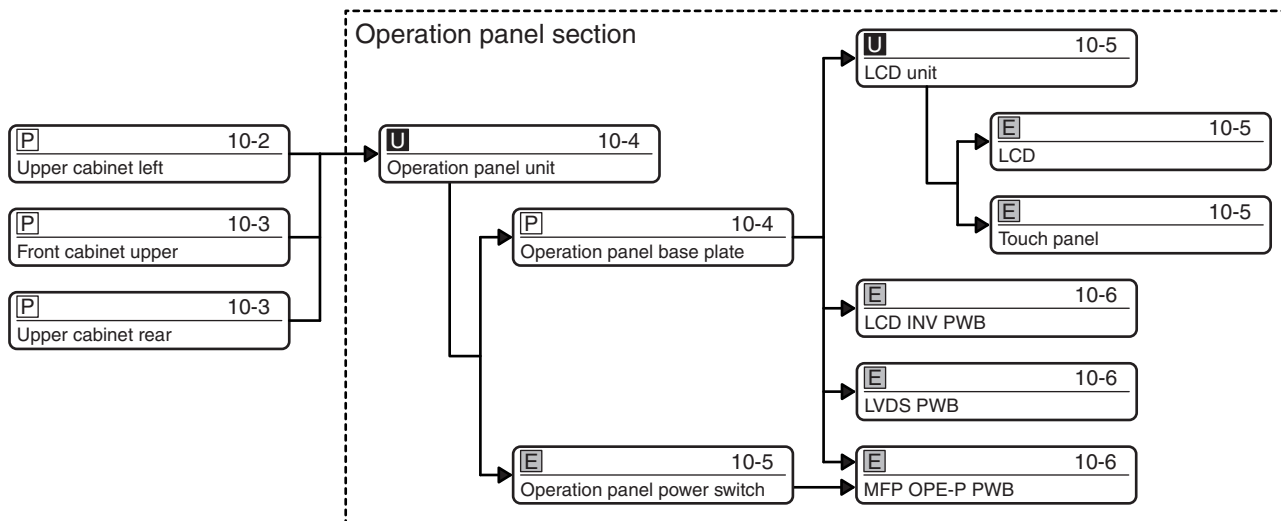 Operation panel section
P 10-2
Upper cabinet left
P 10-3
Front cabinet upper
P 10-3
Upper cabinet rear
U 10-4
Operation panel unit
P 10-4
Operation panel base plate
E 10-5
Operation panel power switch
U 10-5
LCD unit
E 10-5
LCD
E 10-5
Touch panel
E 10-6
LCD INV PWB
E 10-6
LVDS PWB
E 10-6
MFP OPE-P PWB